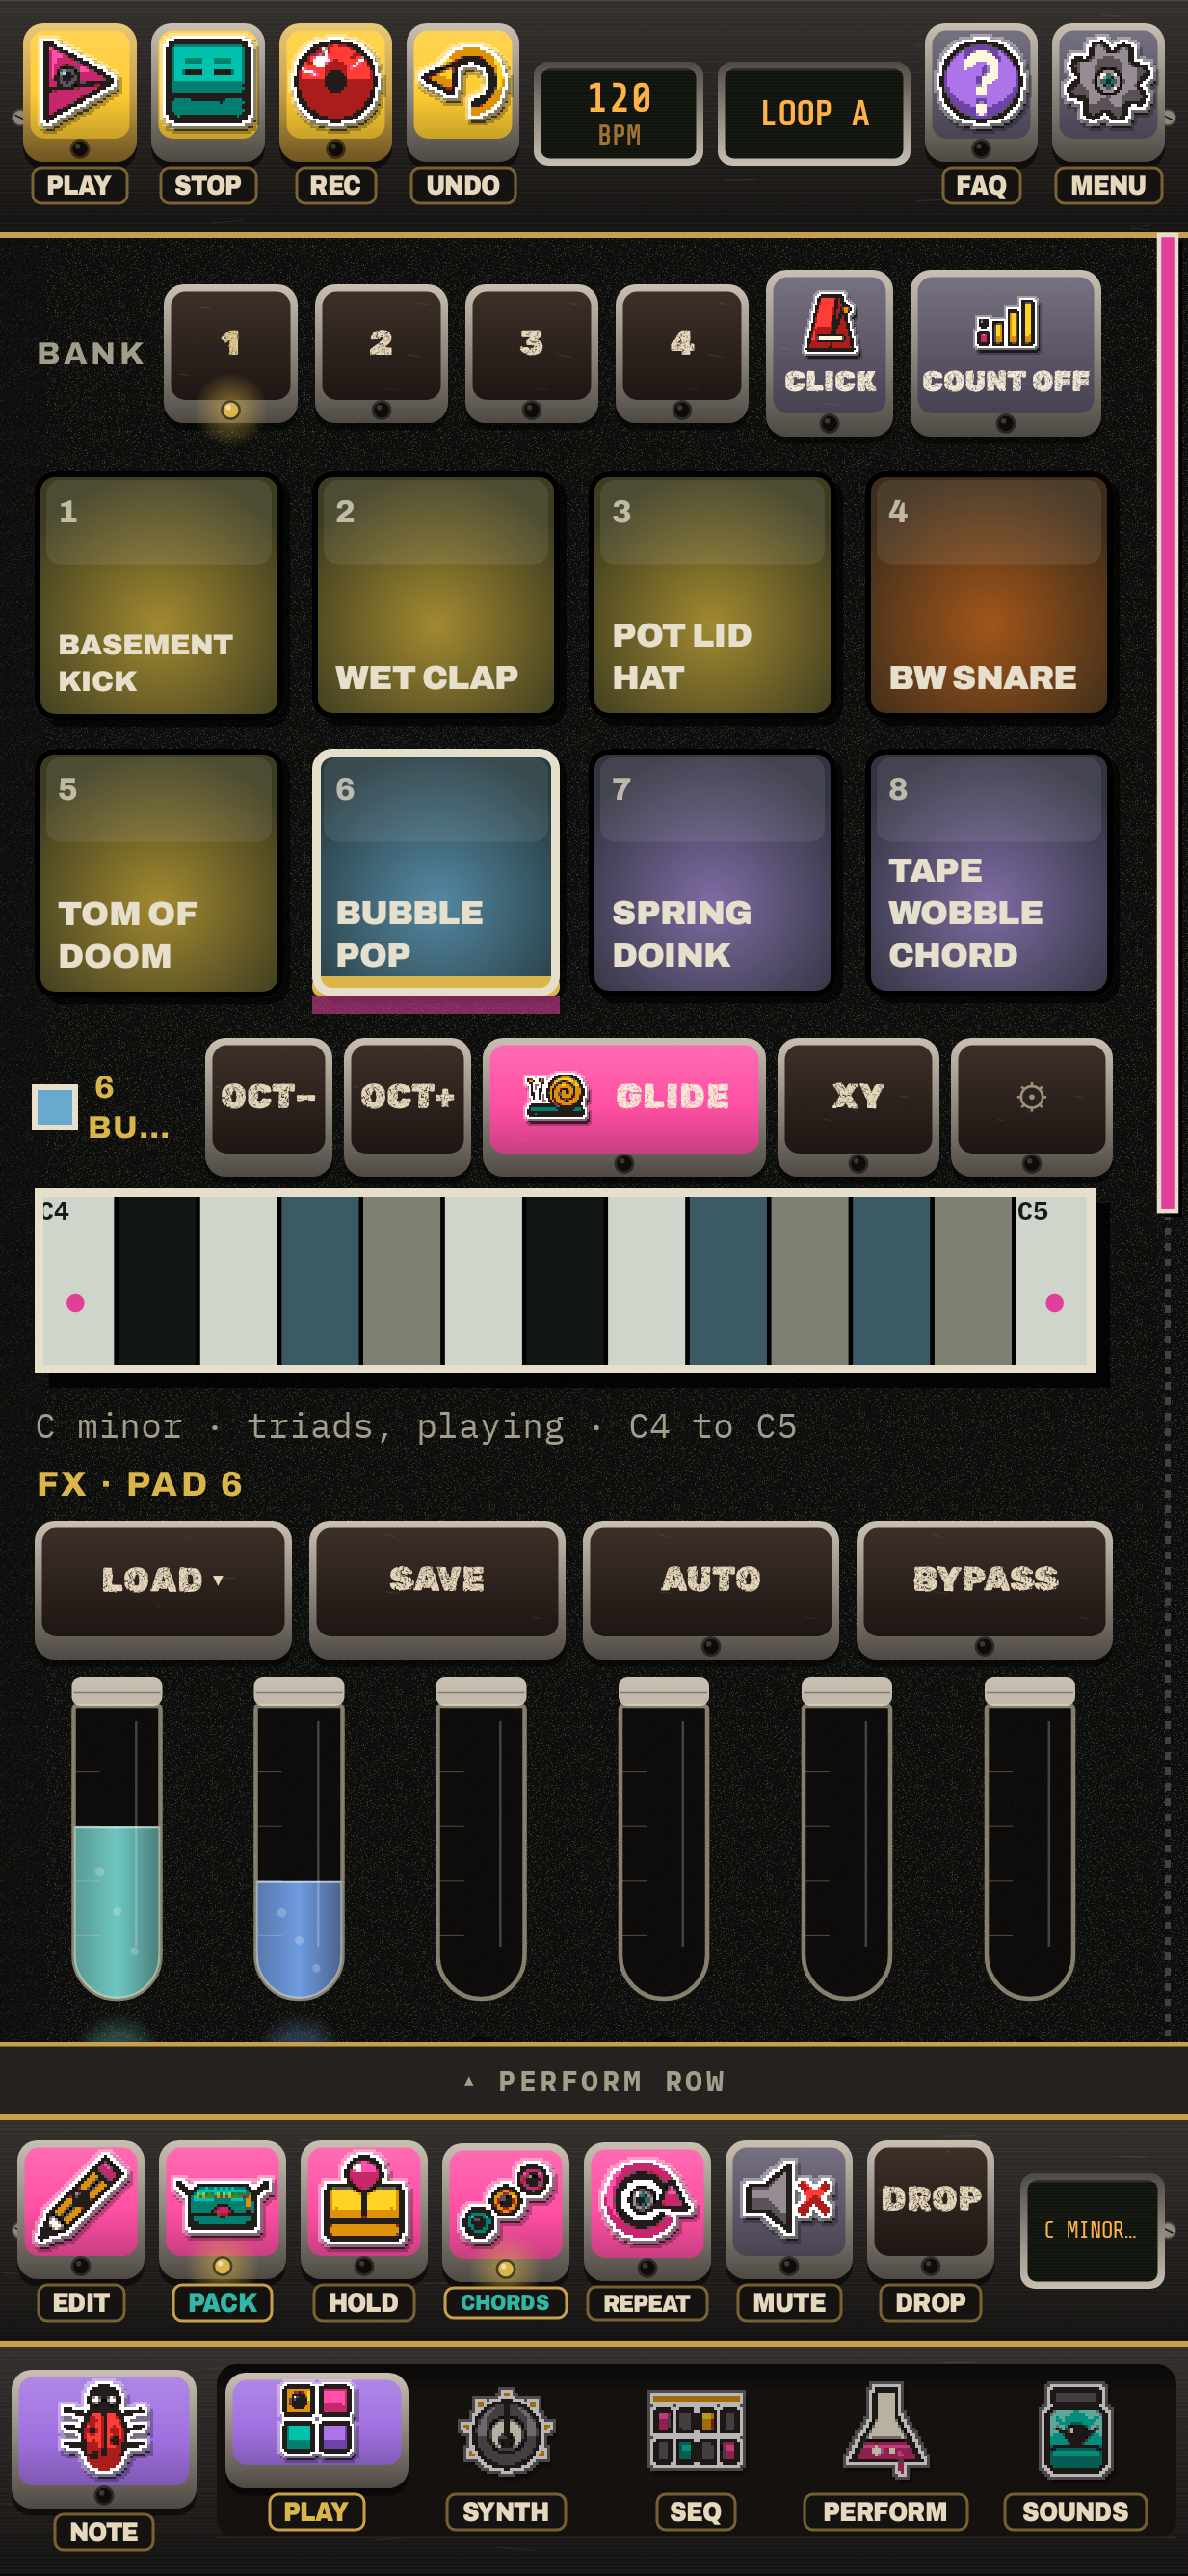 120
BPM
LOOP A
PLAY
STOP
REC
UNDO
FAQ
MENU
BANK
1
2
3
4
CLICK
COUNT OFF
1
BASEMENT
KICK
2
WET CLAP
3
POT LID
HAT
4
BW SNARE
5
TOM OF
DOOM
6
BUBBLE
POP
7
SPRING
DOINK
8
TAPE
WOBBLE
CHORD
6
BU...
OCT-
OCT+
GLIDE
XY
C4
C5
C minor · triads, playing · C4 to C5
FX · PAD 6
LOAD ▾
SAVE
AUTO
BYPASS
▴ PERFORM ROW
DROP
C MINOR…
EDIT
PACK
HOLD
CHORDS
REPEAT
MUTE
DROP
NOTE
PLAY
SYNTH
SEQ
PERFORM
SOUNDS